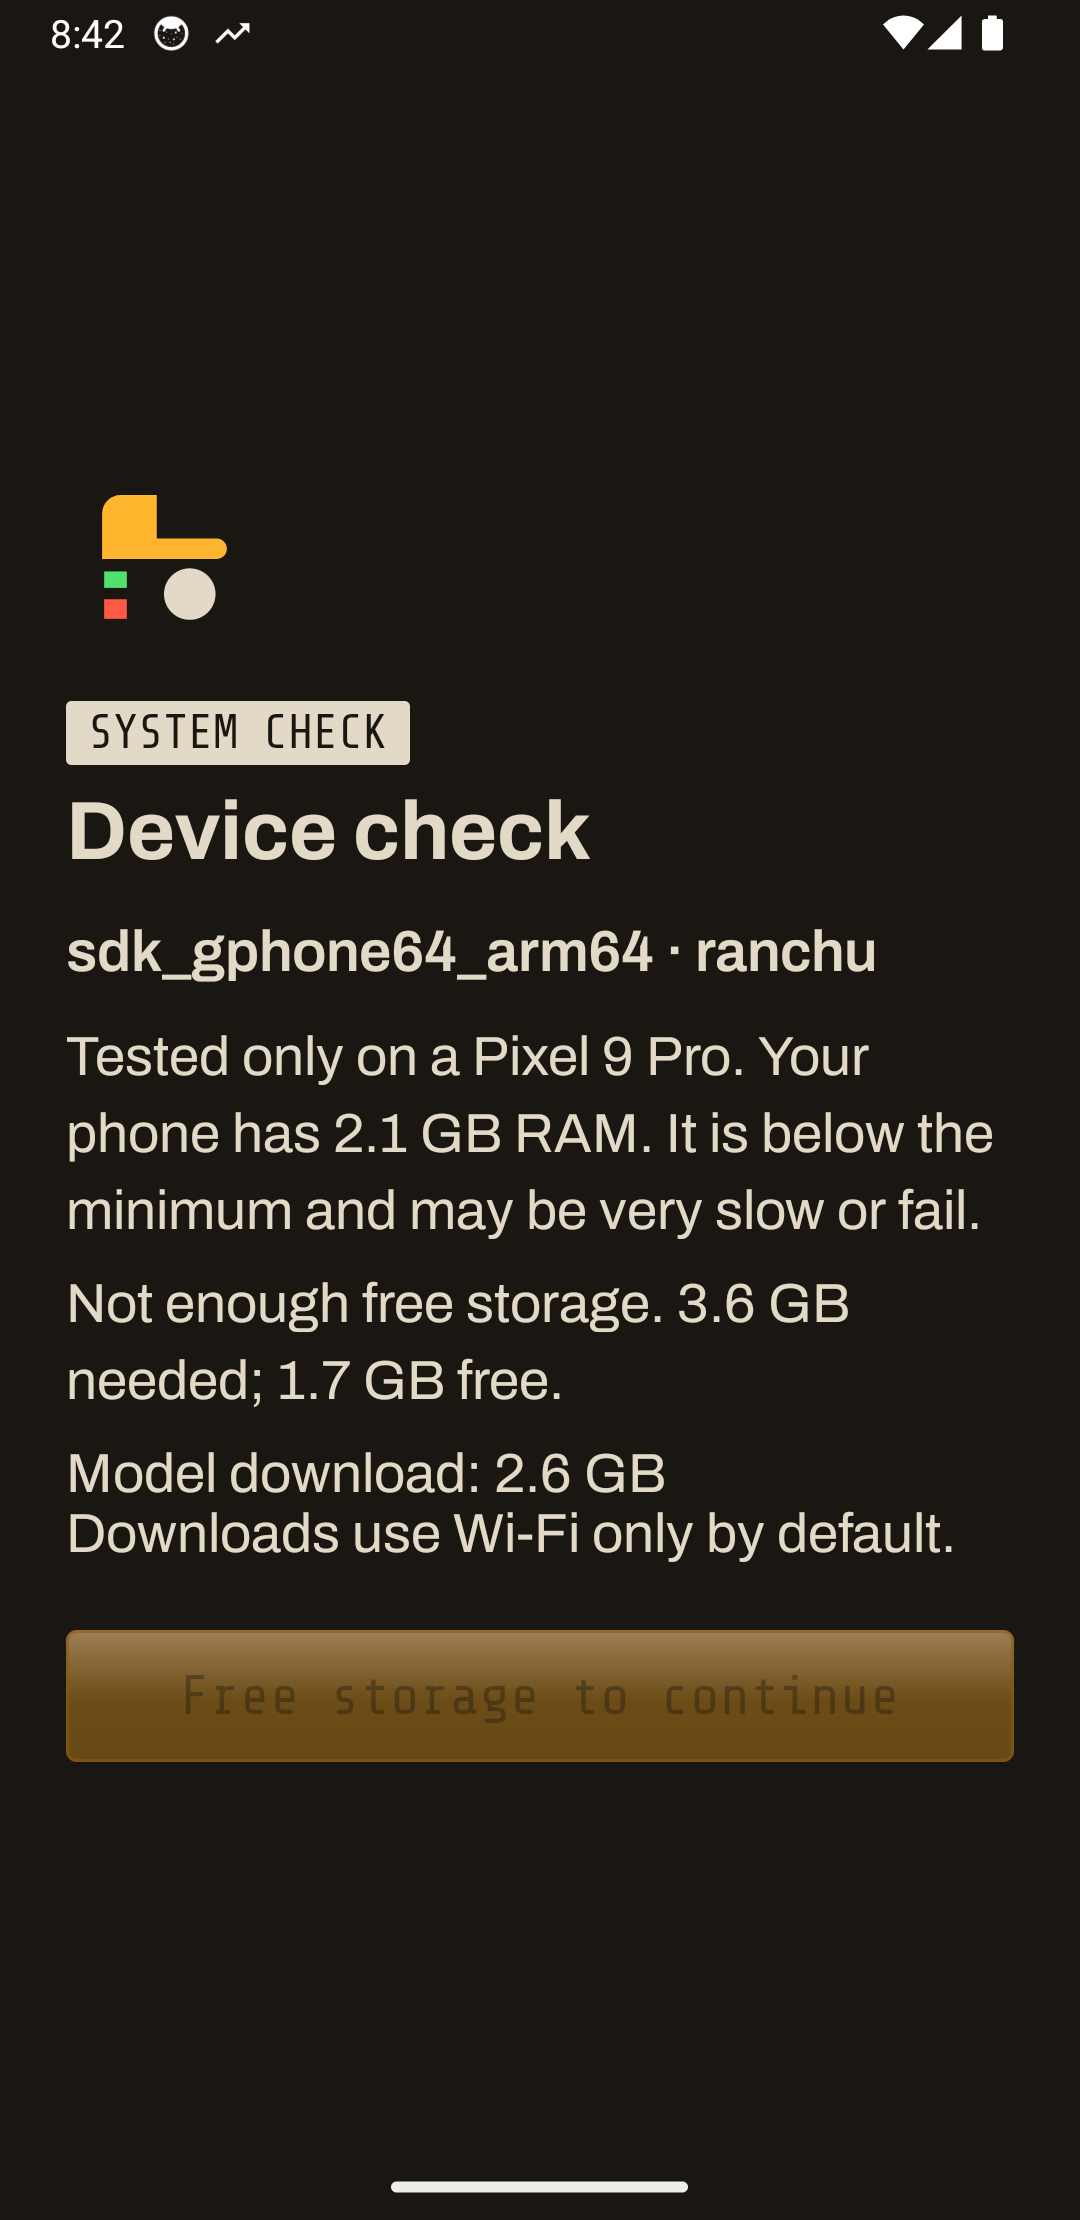 8:42
SYSTEM CHECK
Device check
sdk_gphone64_arm64 · ranchu
Tested only on a Pixel 9 Pro. Your
phone has 2.1 GB RAM. It is below the
minimum and may be very slow or fail.
Not enough free storage. 3.6 GB
needed; 1.7 GB free.
Model download: 2.6 GB
Downloads use Wi-Fi only by default.
Free storage to continue